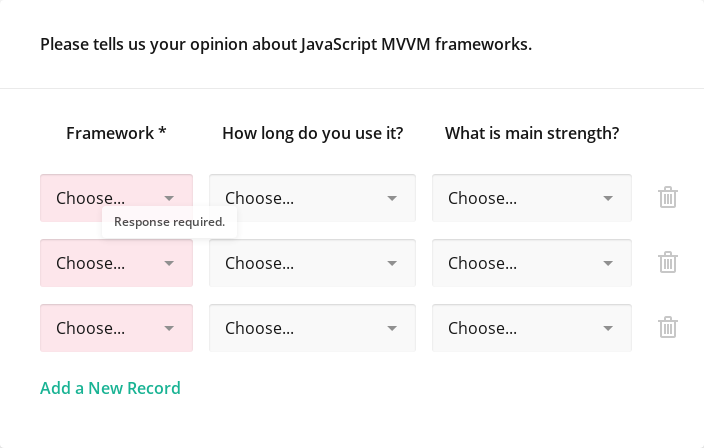 Please tells us your opinion about JavaScript MVVM frameworks.
Framework * How long do you use it? What is main strength?
Choose... Choose... Choose...
Response required.
Choose... Choose... Choose...
Choose... Choose... Choose...
Add a New Record